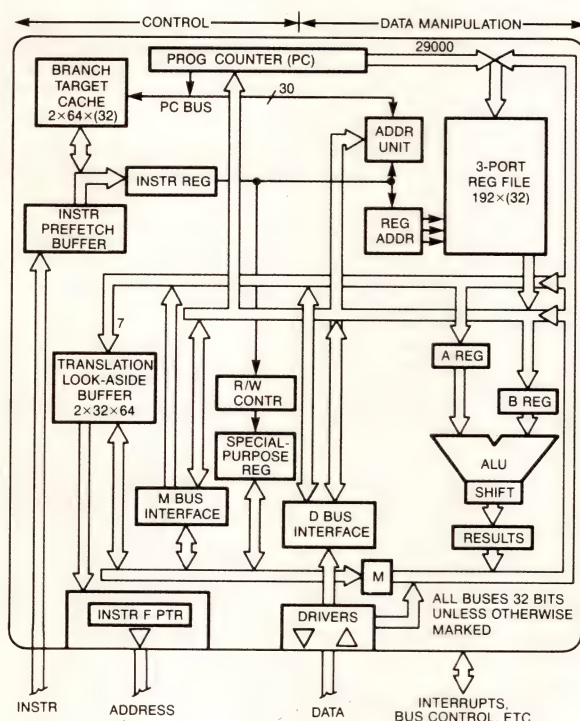 CONTROL
DATA MANIPULATION
PROG COUNTER (PC)
29000
BRANCH
TARGET
CACHE
2×64×(32)
PC BUS
30
ADDR
UNIT
3-PORT
REG FILE
192×(32)
INSTR REG
INSTR
PREFETCH
BUFFER
REG
ADDR
7
TRANSLATION
LOOK-ASIDE
BUFFER
2×32×64
A REG
R/W
CONTR
B REG
SPECIAL-
PURPOSE
REG
ALU
SHIFT
M BUS
INTERFACE
D BUS
INTERFACE
RESULTS
M
ALL BUSES 32 BITS
UNLESS OTHERWISE
MARKED
INSTR F PTR
DRIVERS
INSTR
ADDRESS
DATA
INTERRUPTS,
BUS CONTROL, ETC